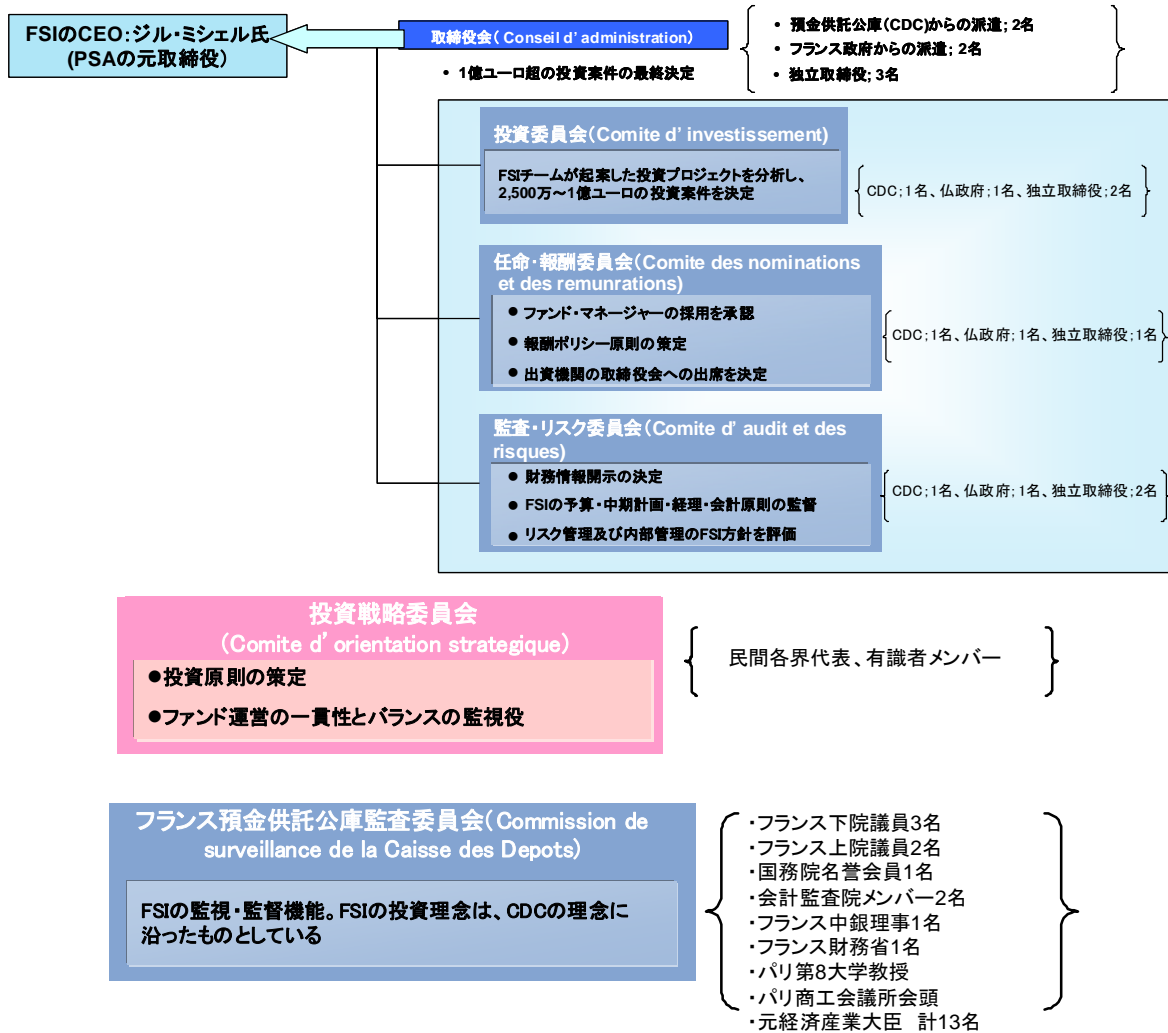 FSIのCEO:ジル・ミシェル氏
(PSAの元取締役)
取締役会( Conseil d' administration)
• 1億ユーロ超の投資案件の最終決定
• 預金供託公庫(CDC)からの派遣; 2名
• フランス政府からの派遣; 2名
• 独立取締役; 3名
投資委員会(Comite d' investissement)
FSIチームが起案した投資プロジェクトを分析し、
2,500万~1億ユーロの投資案件を決定
CDC;1名、仏政府;1名、独立取締役;2名
任命・報酬委員会(Comite des nominations
et des remunrations)
● ファンド・マネージャーの採用を承認
● 報酬ポリシー原則の策定
● 出資機関の取締役会への出席を決定
CDC;1名、仏政府;1名、独立取締役;1名
監査・リスク委員会(Comite d' audit et des
risques)
● 財務情報開示の決定
● FSIの予算・中期計画・経理・会計原則の監督
● リスク管理及び内部管理のFSI方針を評価
CDC;1名、仏政府;1名、独立取締役;2名
投資戦略委員会
(Comite d' orientation strategique)
●投資原則の策定
●ファンド運営の一貫性とバランスの監視役
民間各界代表、有識者メンバー
フランス預金供託公庫監査委員会(Commission de
surveillance de la Caisse des Depots)
FSIの監視・監督機能。FSIの投資理念は、CDCの理念に
沿ったものとしている
・フランス下院議員3名
・フランス上院議員2名
・国務院名誉会員1名
・会計監査院メンバー2名
・フランス中銀理事1名
・フランス財務省1名
・パリ第8大学教授
・パリ商工会議所会頭
・元経済産業大臣 計13名